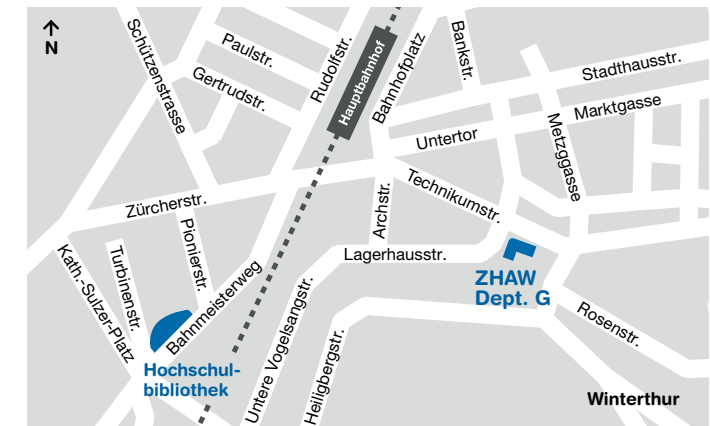 N
Schützenstrasse
Paulstr.
Gertrudstr.
Rudolfstr.
Hauptbahnhof
Bahnhofplatz
Bankstr.
Stadthausstr.
Marktgasse
Untertor
Metzggasse
Technikumstr.
Zürcherstr.
Archstr.
Pionierstr.
Lagerhausstr.
Kath.-Sulzer-Platz
Turbinenstr.
Bahnmeisterweg
ZHAW
Dept. G
Untere Vogelsangstr.
Heiligbergstr.
Rosenstr.
Hochschul-
bibliothek
Winterthur